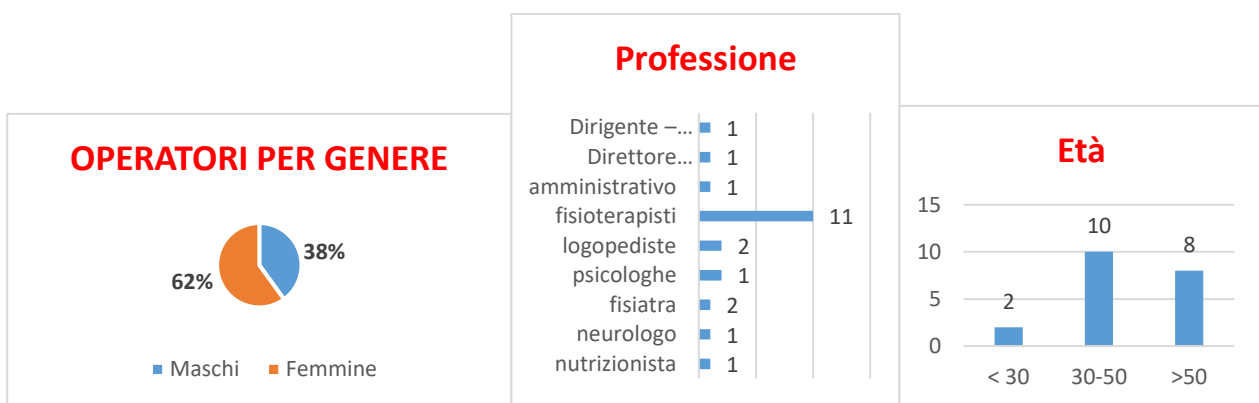 OPERATORI PER GENERE
38%
62%
Maschi Femmine
Professione
Dirigente –... 1
Direttore... 1
amministrativo 1
fisioterapisti 11
logopediste 2
psicologhe 1
fisiatra 2
neurologo 1
nutrizionista 1
Età
15
10
5
0
2
10
8
< 30 30-50 >50